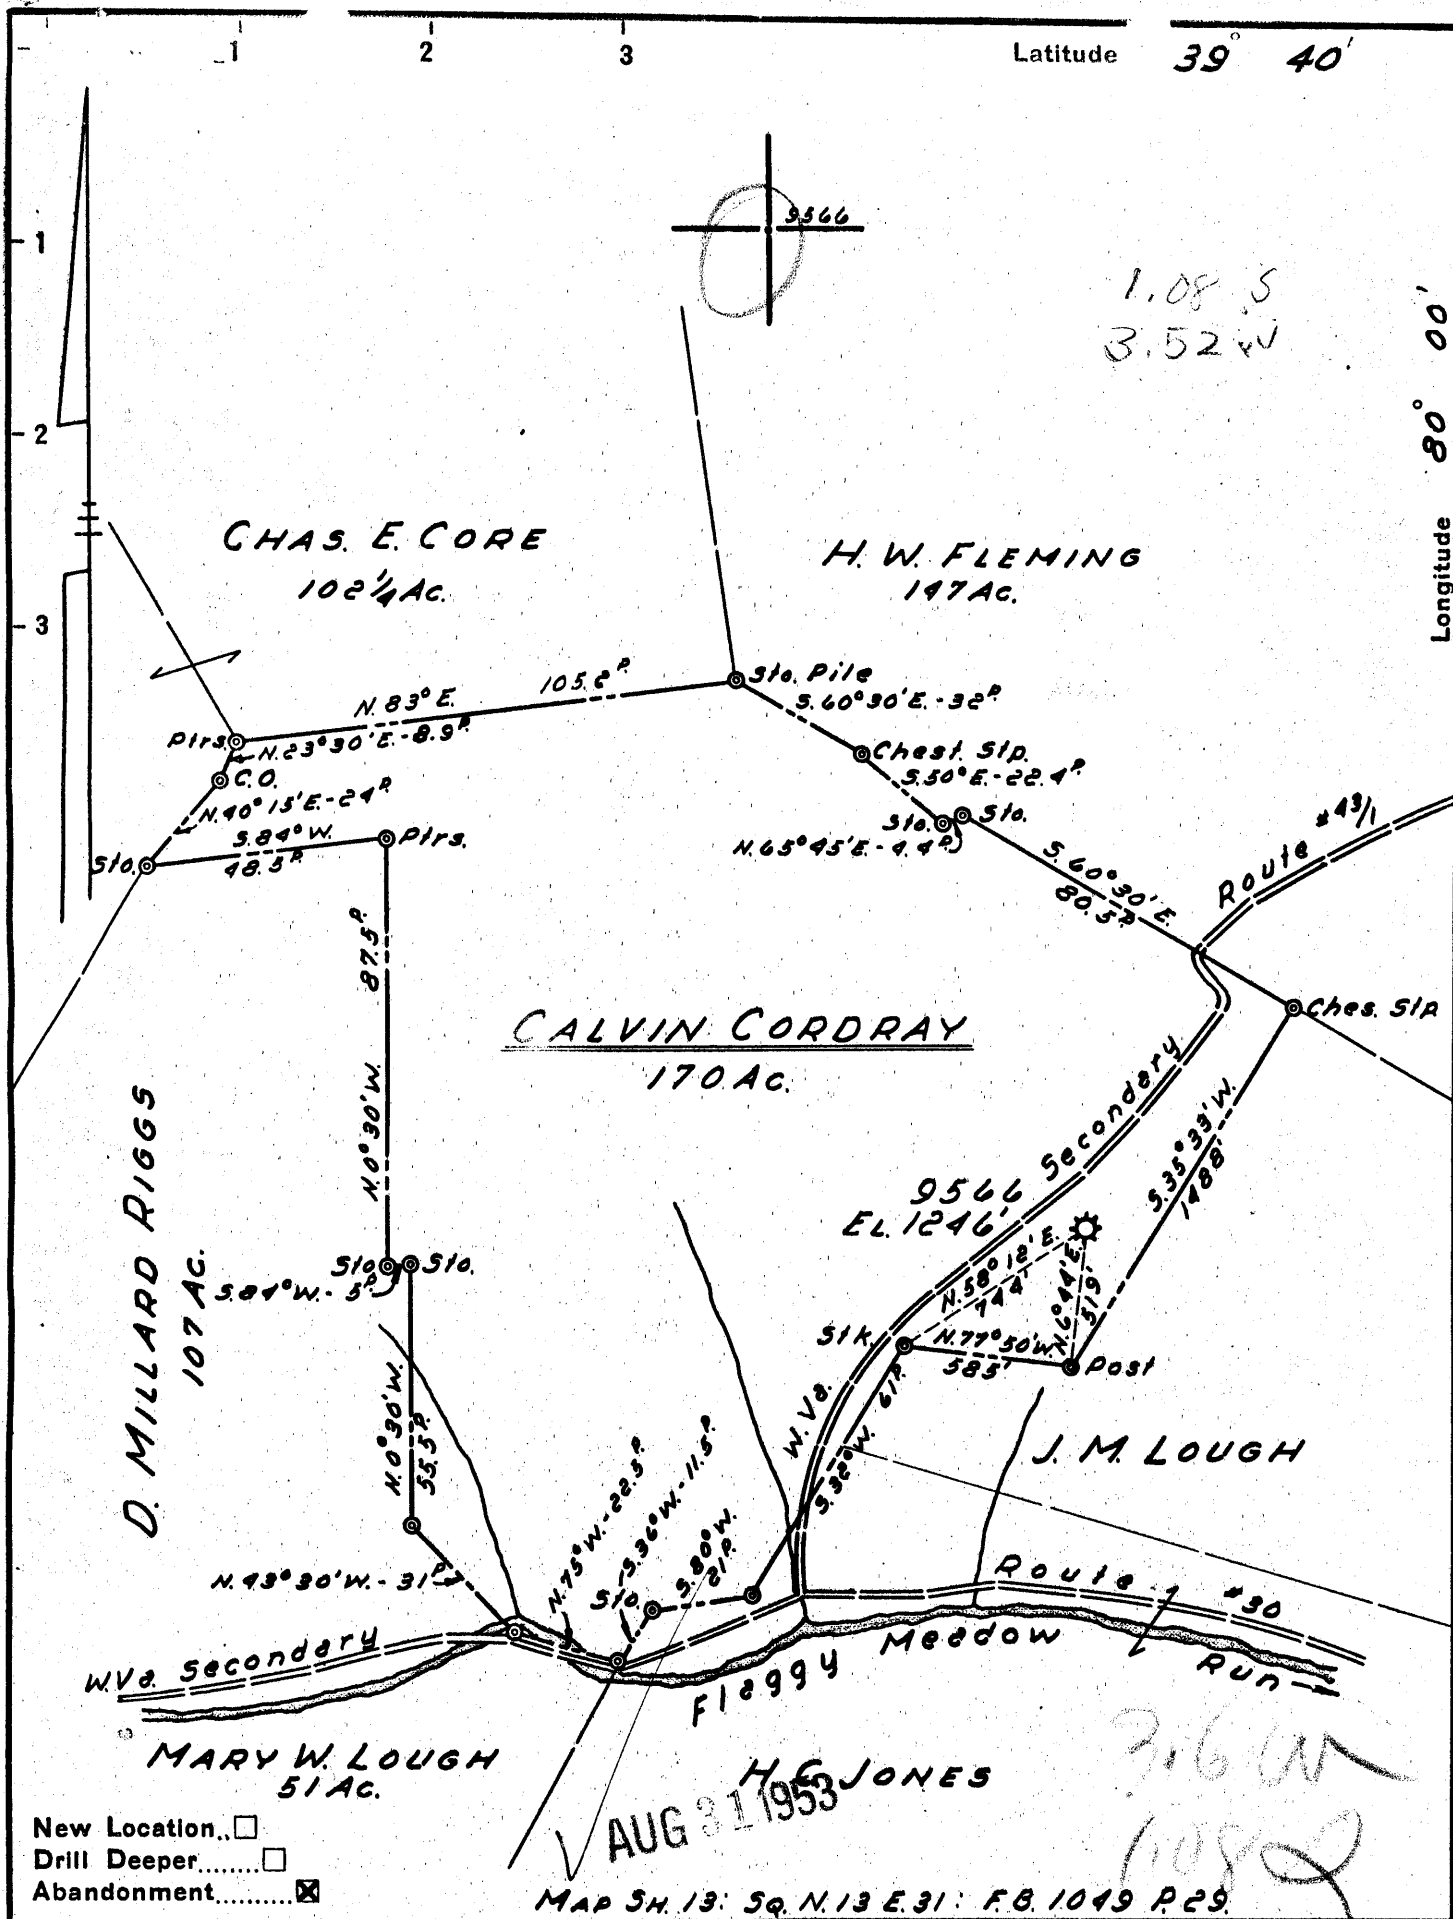 1 2 3 Latitude 39° 40'
9566
1
1.08 S
3.52 W
Longitude 80° 00'
2
CHAS. E. CORE
102 1/4 AC.
H. W. FLEMING
147 AC.
3
N. 83° E. 105.2 P.
Sto. Pile
S. 60° 30' E. - 32 P.
Ptrs.
N. 23° 30' E. - 8.9 P.
C.O.
Chest. Stp.
S. 50° E. - 22.4 P.
N. 40° 15' E. - 24 P.
Sto.
Sto.
N. 65° 45' E. - 4.4 P.
S. 84° W.
48.5 P.
Ptrs.
Sto.
S. 60° 30' E.
80.5 P.
Route #43/1
N. 0° 30' W. 87.5 P.
Ches. Stp
CALVIN CORDRAY
170 AC.
D. MILLARD RIGGS
107 AC.
W. Va. Secondary
S. 35° 33' W.
1488'
9566
EL. 1246'
N. 58° 12' E.
744'
N. 6° 44' E.
519'
Sto.
Sto.
S. 84° W. - 5 P.
Stk.
N. 77° 50' W.
585'
Post
N. 0° 30' W.
55.5 P.
S. 32° W. 61 P.
J. M. LOUGH
N. 43° 30' W. - 31 P.
N. 75° W. - 22.5 P.
S. 36° W. - 11.5 P.
Sto.
S. 80° W.
21 P.
Route #30
W. Va. Secondary
Flaggy Meadow Run
MARY W. LOUGH
51 AC.
H. C. JONES
AUG 31 1953
3.6 W
1.08
New Location..☐
Drill Deeper........☐
Abandonment..........☒
MAP SH. 13: SQ. N. 13 E. 31: F.B. 1049 P. 29.